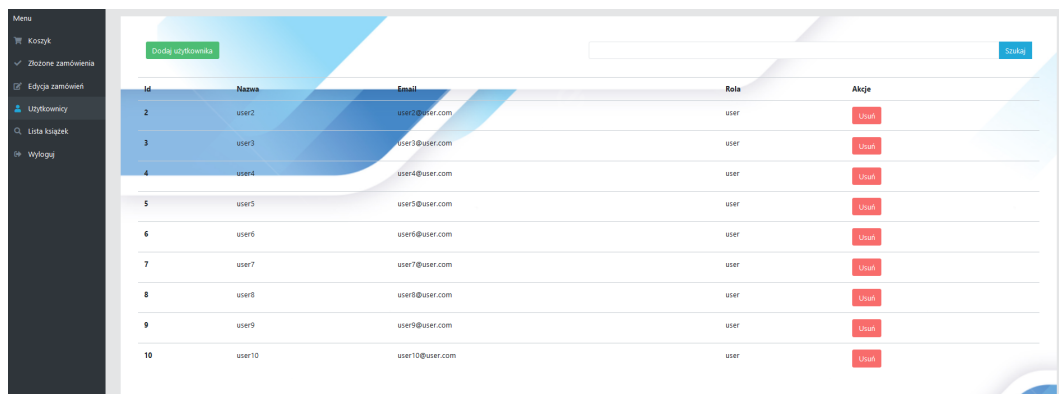 Menu
Koszyk
Złożone zamówienia
Edycja zamówień
Użytkownicy
Lista książek
Wyloguj
Dodaj użytkownika
Szukaj
Id Nazwa Email Rola Akcje
2 user2 user2@user.com user Usuń
3 user3 user3@user.com user Usuń
4 user4 user4@user.com user Usuń
5 user5 user5@user.com user Usuń
6 user6 user6@user.com user Usuń
7 user7 user7@user.com user Usuń
8 user8 user8@user.com user Usuń
9 user9 user9@user.com user Usuń
10 user10 user10@user.com user Usuń